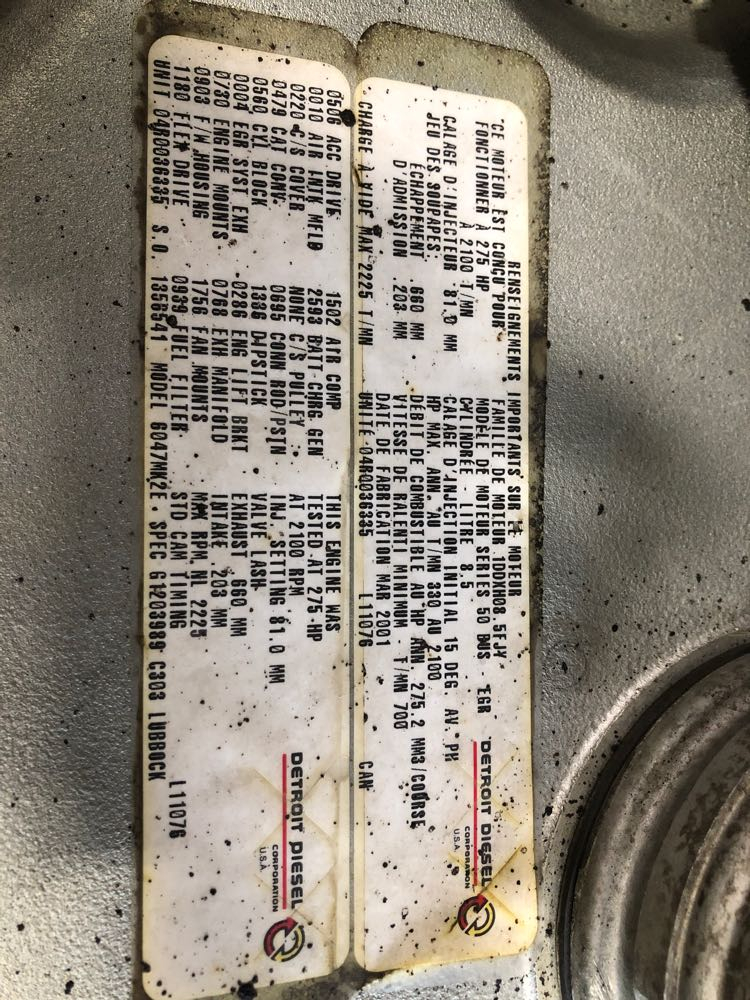 RENSEIGNEMENTS IMPORTANTS SUR LE MOTEUR
CE MOTEUR EST CONÇU POUR
FONCTIONNER À 275 HP
À 2100 T/MN
CALAGE D'INJECTEUR 81.0 MM
JEU DES SOUPAPES:
ÉCHAPPEMENT .660 MM
D'ADMISSION .203 MM
CHARGE À VIDE MAX 2225 T/MN
FAMILLE DE MOTEUR 1DDXH08.5FJY
MODÈLE DE MOTEUR SERIES 50 BUS EGR
CYLINDRÉE LITRE 8.5
CALAGE D'INJECTION INITIAL 15 DEG. AV. PH
HP MAX. ANN. AU T/MN 330 AU 2100
DÉBIT DE COMBUSTIBLE AU HP ANN. 275.2 MM3/COURSE
VITESSE DE RALENTI MINIMUM T/MN 700
DATE DE FABRICATION MAR 2001
UNITÉ 04R0036335 L11076 CAN
DETROIT DIESEL
CORPORATION
U.S.A.
0506 ACC DRIVE 1502 AIR COMP
0010 AIR INTK MFLD 2593 BATT-CHRG GEN
0220 C/S COVER NONE C/S PULLEY
0479 CAT CONV 0695 CONN ROD/PSTN
0560 CYL BLOCK 1336 DIPSTICK
0004 EGR SYST EXH 0286 ENG LIFT BRKT
0730 ENGINE MOUNTS 0768 EXH MANIFOLD
0903 F/W HOUSING 1756 FAN MOUNTS
1180 FLEX DRIVE 0939 FUEL FILTER
THIS ENGINE WAS
TESTED AT 275 HP
AT 2100 RPM
INJ. SETTING 81.0 MM
VALVE LASH
EXHAUST .660 MM
INTAKE .203 MM
MAX RPM NL 2225
STD CAM TIMING
L11076
UNIT 04R0036335 S.O. MODEL 6047MK2E SPEC C303 LUBBOCK
DETROIT DIESEL
CORPORATION
U.S.A.